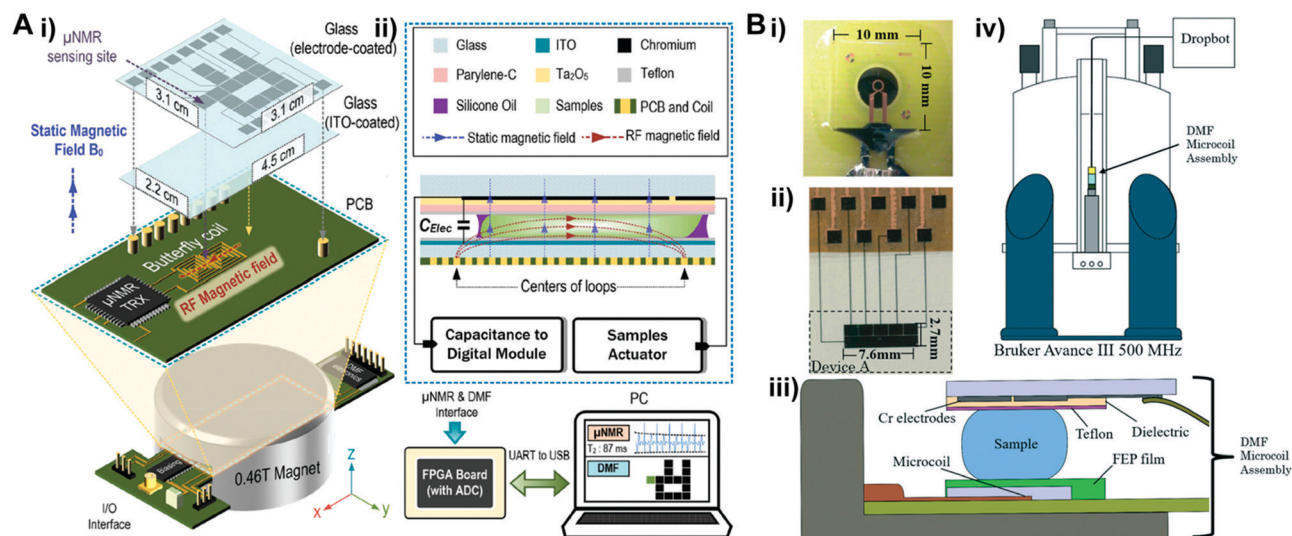 A i)
Glass
(electrode-coated)
µNMR
sensing site
3.1 cm
3.1 cm
Glass
(ITO-coated)
Static Magnetic
Field B₀
2.2 cm
4.5 cm
PCB
Butterfly coil
µNMR
TRX
RF Magnetic field
DMF
electronics
Biasing
0.46T Magnet
I/O
Interface
z
x
y
ii)
Glass
ITO
Chromium
Parylene-C
Ta₂O₅
Teflon
Silicone Oil
Samples
PCB and Coil
Static magnetic field
RF magnetic field
C_Elec
Centers of loops
Capacitance to
Digital Module
Samples
Actuator
µNMR & DMF
Interface
FPGA Board
(with ADC)
UART to USB
PC
µNMR
T₂ : 87 ms
DMF
B i)
10 mm
10 mm
ii)
2.7mm
7.6mm
Device A
iv)
Dropbot
DMF
Microcoil
Assembly
Bruker Avance III 500 MHz
iii)
Cr electrodes
Teflon
Dielectric
Sample
Microcoil
FEP film
DMF
Microcoil
Assembly